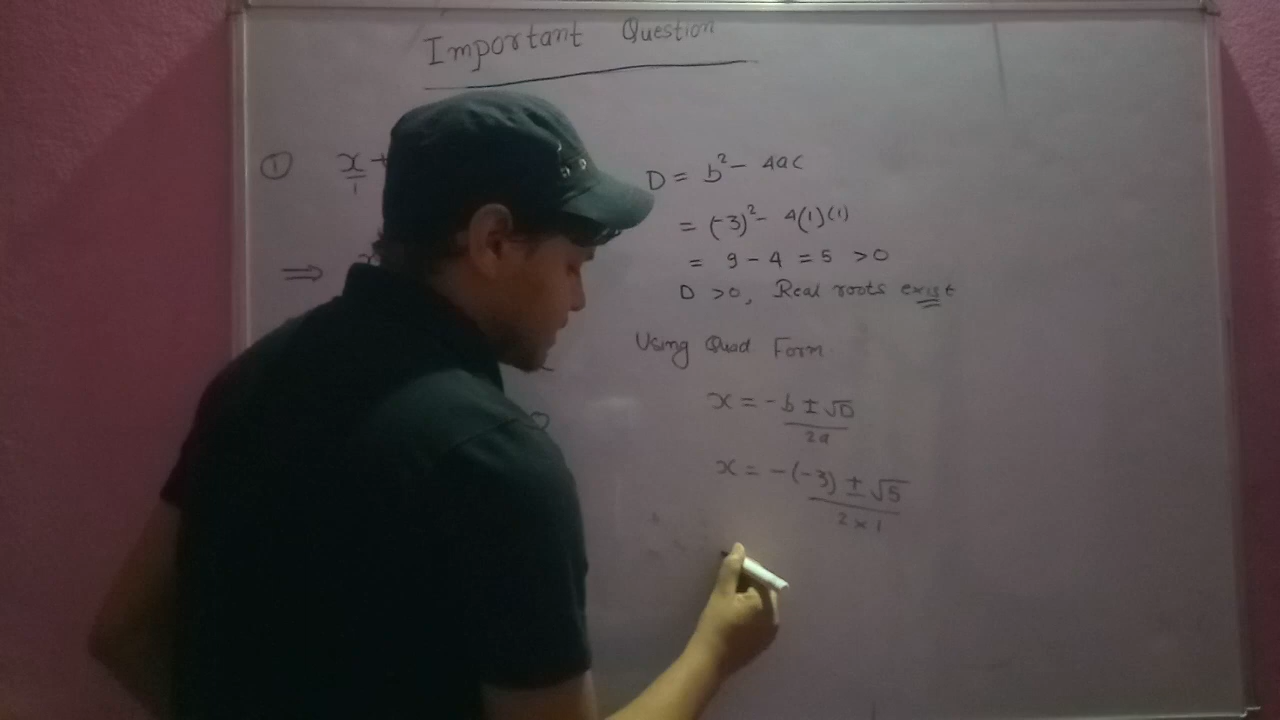 Important Question
① x/1 +
⇒ x
D = b² - 4ac
= (-3)² - 4(1)(1)
= 9 - 4 = 5 >0
D >0, Real roots exist
Using Quad Form
x = -b ± √D / 2a
x = -(-3) ± √5 / 2 × 1